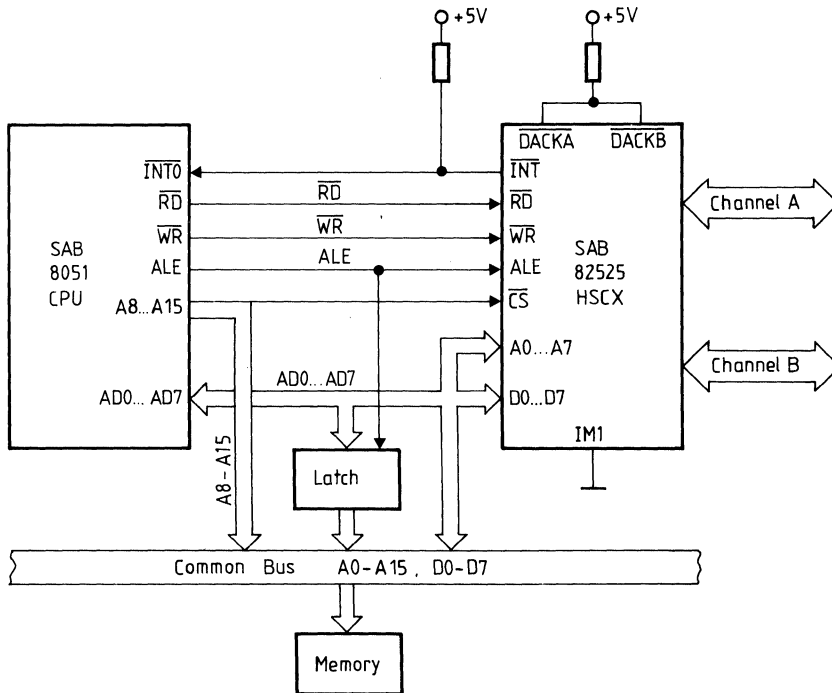 +5V
+5V
DACKA
DACKB
INT0
INT
RD
RD
RD
WR
WR
WR
ALE
ALE
ALE
SAB
8051
CPU
SAB
82525
HSCX
A8...A15
CS
Channel A
A0...A7
AD0...AD7
AD0...AD7
D0...D7
Channel B
IM1
A8-A15
Latch
Common Bus A0-A15, D0-D7
Memory